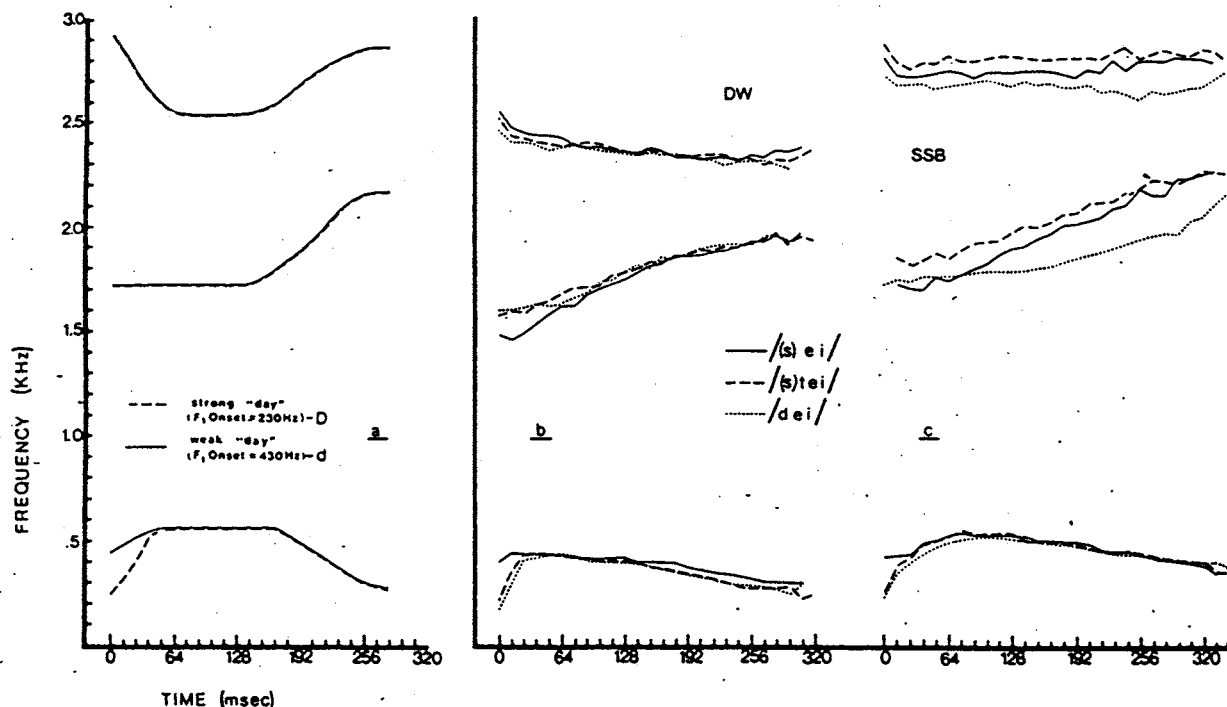 3.0
2.5
2.0
1.5
1.0
.5
FREQUENCY (KHz)
strong "day"
(F₁ Onset = 230Hz)-D
weak "day"
(F₁ Onset = 430Hz)-d
a
0 64 128 192 256 320
TIME (msec)
DW
/(s) ei/
/(s)tei/
/dei/
b
0 64 128 192 256 320
SSB
c
0 64 128 192 256 320